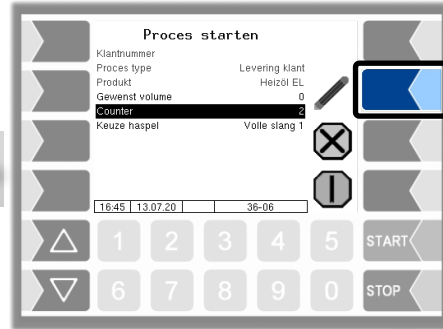 Proces starten
Klantnummer
Proces type Levering klant
Produkt Heizöl EL
Gewenst volume 0
Counter 2
Keuze haspel Volle slang 1
16:45 13.07.20 36-06
1 2 3 4 5 START
6 7 8 9 0 STOP